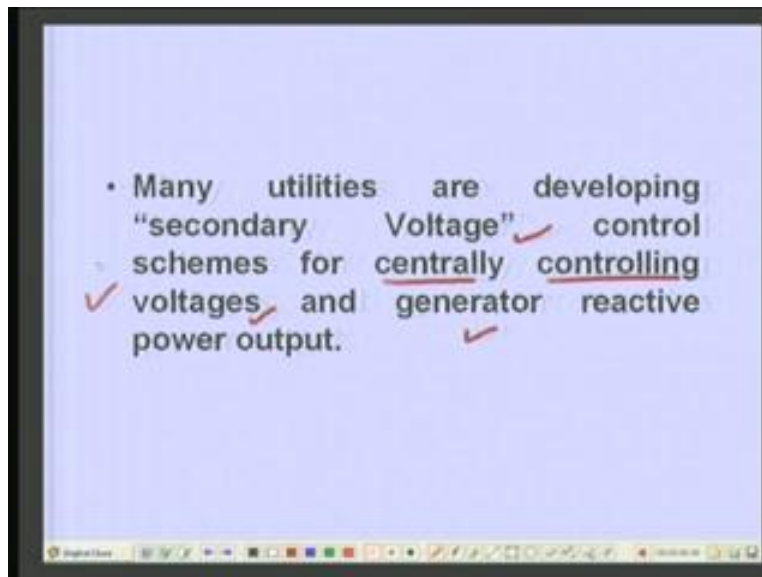 • Many utilities are developing
“secondary Voltage” control
schemes for centrally controlling
voltages and generator reactive
power output.